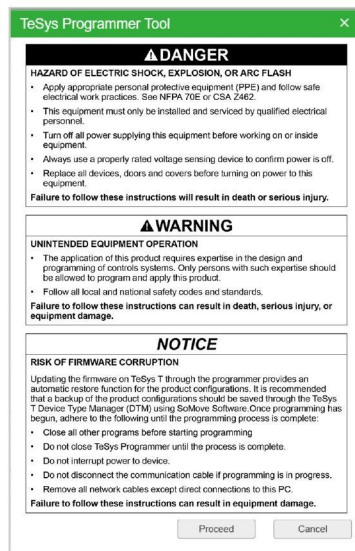 TeSys Programmer Tool ×
⚠DANGER
HAZARD OF ELECTRIC SHOCK, EXPLOSION, OR ARC FLASH
• Apply appropriate personal protective equipment (PPE) and follow safe
electrical work practices. See NFPA 70E or CSA Z462.
• This equipment must only be installed and serviced by qualified electrical
personnel.
• Turn off all power supplying this equipment before working on or inside
equipment.
• Always use a properly rated voltage sensing device to confirm power is off.
• Replace all devices, doors and covers before turning on power to this
equipment.
Failure to follow these instructions will result in death or serious injury.
⚠WARNING
UNINTENDED EQUIPMENT OPERATION
• The application of this product requires expertise in the design and
programming of controls systems. Only persons with such expertise should
be allowed to program and apply this product.
• Follow all local and national safety codes and standards.
Failure to follow these instructions can result in death, serious injury, or
equipment damage.
NOTICE
RISK OF FIRMWARE CORRUPTION
Updating the firmware on TeSys T through the programmer provides an
automatic restore function for the product configurations. It is recommended
that a backup of the product configurations should be saved through the TeSys
T Device Type Manager (DTM) using SoMove Software.Once programming has
begun, adhere to the following until the programming process is complete:
• Close all other programs before starting programming
• Do not close TeSys Programmer until the process is complete.
• Do not interrupt power to device.
• Do not disconnect the communication cable if programming is in progress.
• Remove all network cables except direct connections to this PC.
Failure to follow these instructions can result in equipment damage.
Proceed Cancel